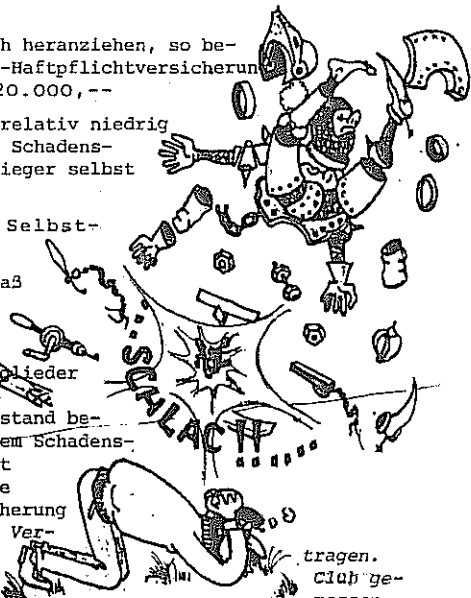 h heranziehen, so be-
-Haftpflichtversicherun
20.000,--
relativ niedrig
Schadens-
ieger selbst
Selbst-
aß
glieder
stand be-
em Schadens-
t
e
herung
Ver-
tragen.
Club ge-
..SCHLACH....